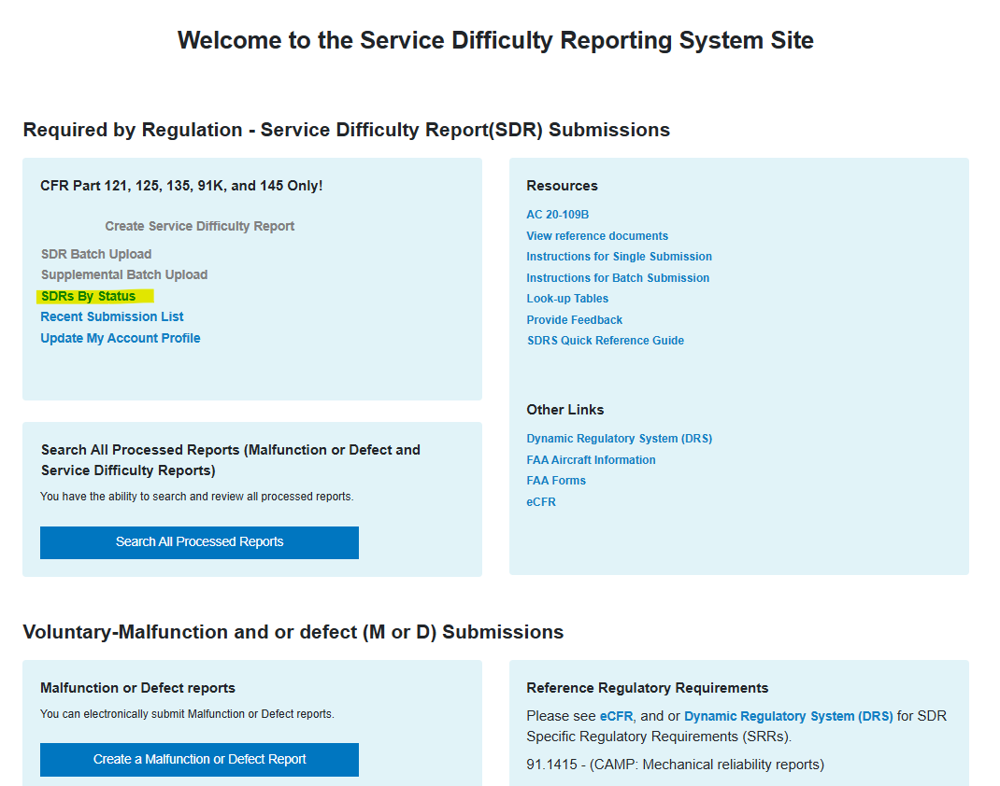 Welcome to the Service Difficulty Reporting System Site
Required by Regulation - Service Difficulty Report(SDR) Submissions
CFR Part 121, 125, 135, 91K, and 145 Only!
Create Service Difficulty Report
SDR Batch Upload
Supplemental Batch Upload
SDRs By Status
Recent Submission List
Update My Account Profile
Resources
AC 20-109B
View reference documents
Instructions for Single Submission
Instructions for Batch Submission
Look-up Tables
Provide Feedback
SDRS Quick Reference Guide
Other Links
Dynamic Regulatory System (DRS)
FAA Aircraft Information
FAA Forms
eCFR
Search All Processed Reports (Malfunction or Defect and
Service Difficulty Reports)
You have the ability to search and review all processed reports.
Search All Processed Reports
Voluntary-Malfunction and or defect (M or D) Submissions
Malfunction or Defect reports
You can electronically submit Malfunction or Defect reports.
Create a Malfunction or Defect Report
Reference Regulatory Requirements
Please see eCFR, and or Dynamic Regulatory System (DRS) for SDR
Specific Regulatory Requirements (SRRs).
91.1415 - (CAMP: Mechanical reliability reports)